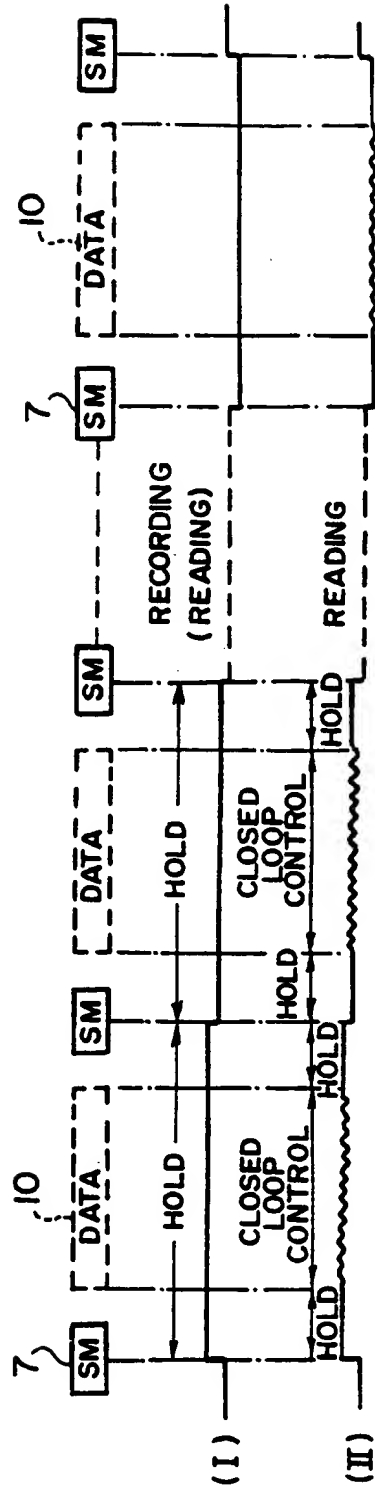 7 10 7 10
SM DATA SM DATA SM SM DATA SM
HOLD HOLD RECORDING
(READING)
(I)
HOLD CLOSED
LOOP
CONTROL HOLD HOLD CLOSED
LOOP
CONTROL HOLD READING
(II)